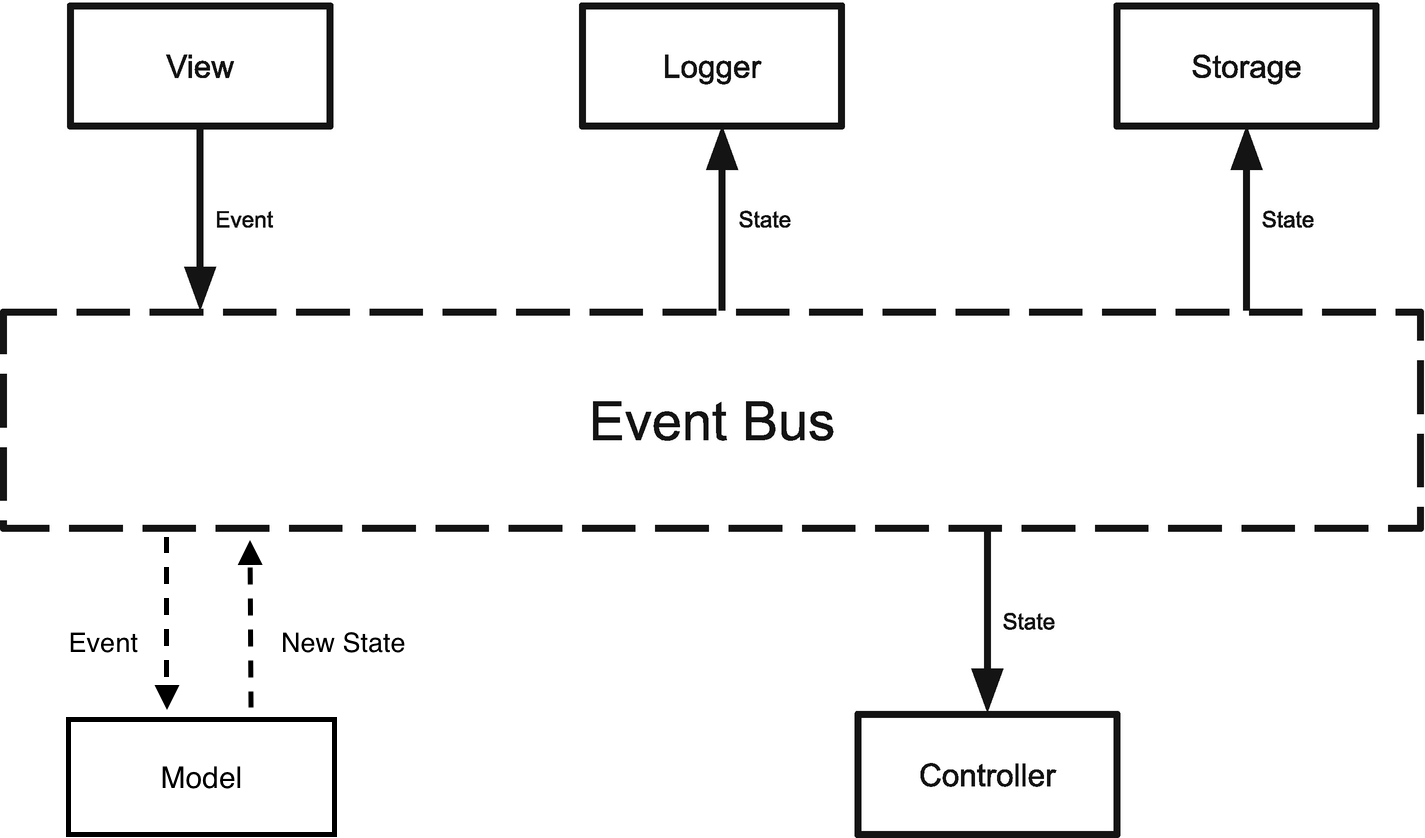 View
Logger
Storage
Event
State
State
Event Bus
Event
New State
State
Model
Controller